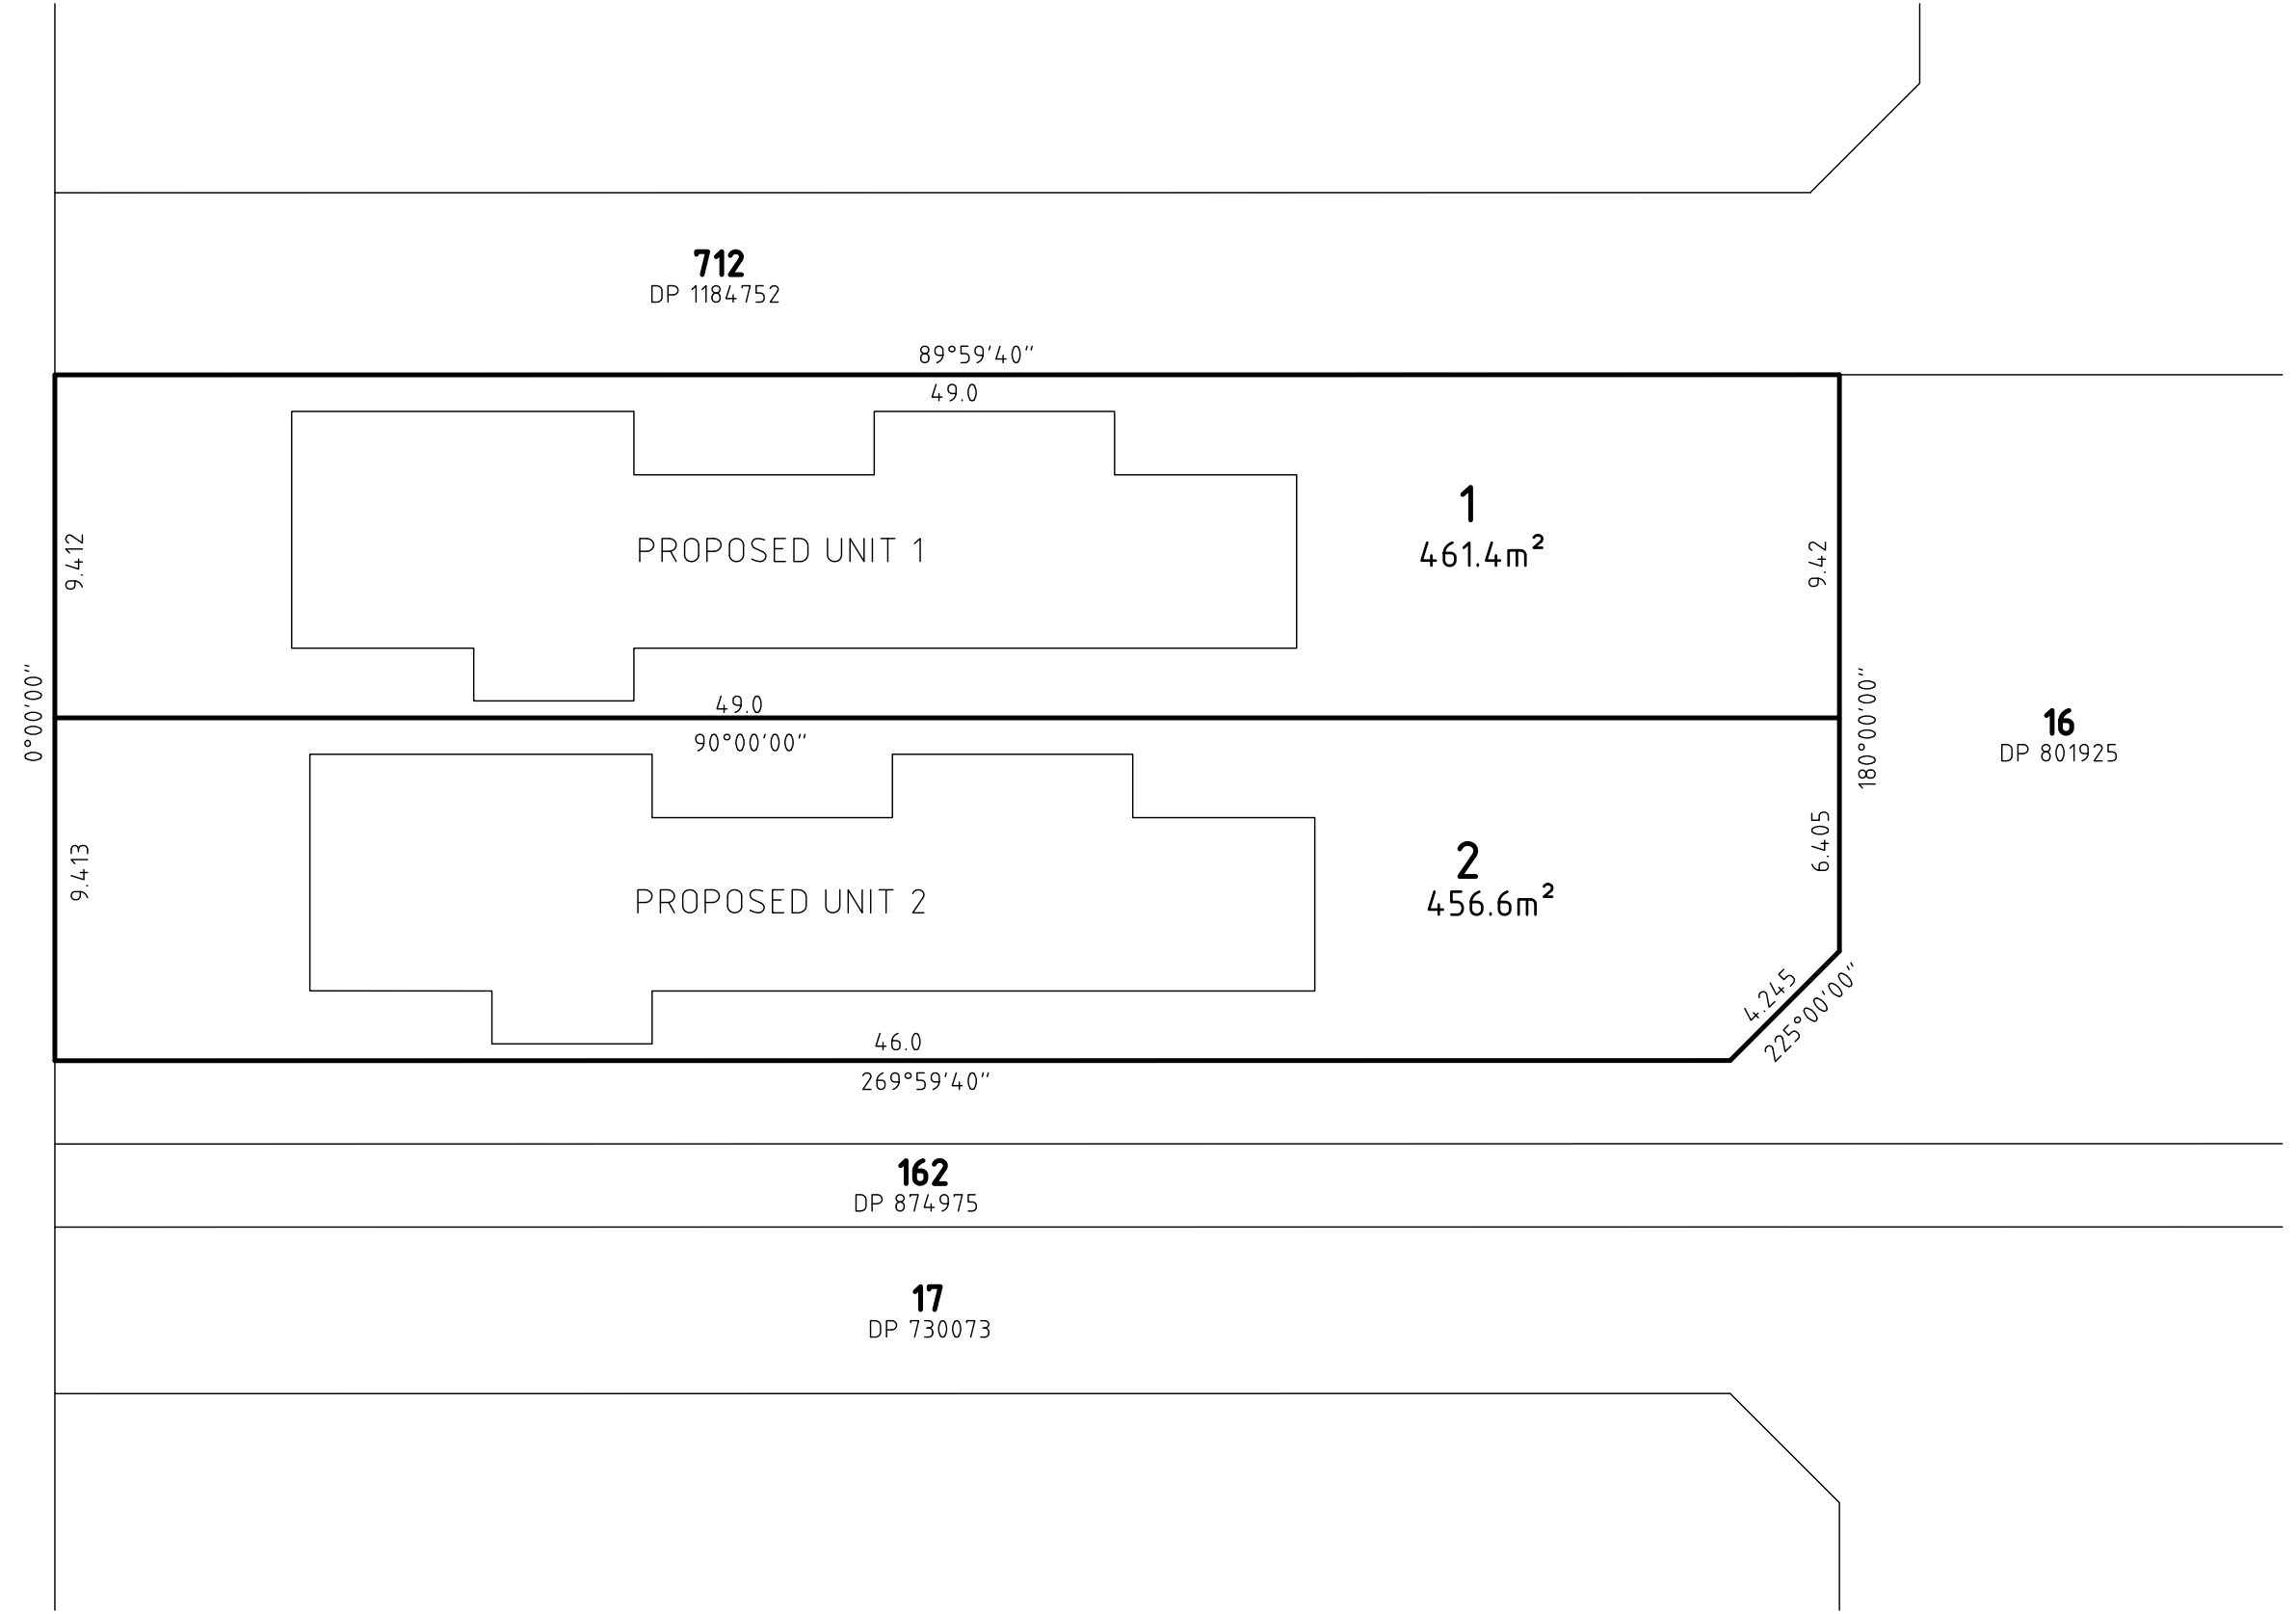 712
DP 1184752
89°59'40"
49.0
1
461.4m²
PROPOSED UNIT 1
9.412
9.42
0°00'00"
49.0
90°00'00"
180°00'00"
16
DP 801925
2
456.6m²
PROPOSED UNIT 2
9.413
6.405
4.245
225°00'00"
46.0
269°59'40"
162
DP 874975
17
DP 730073